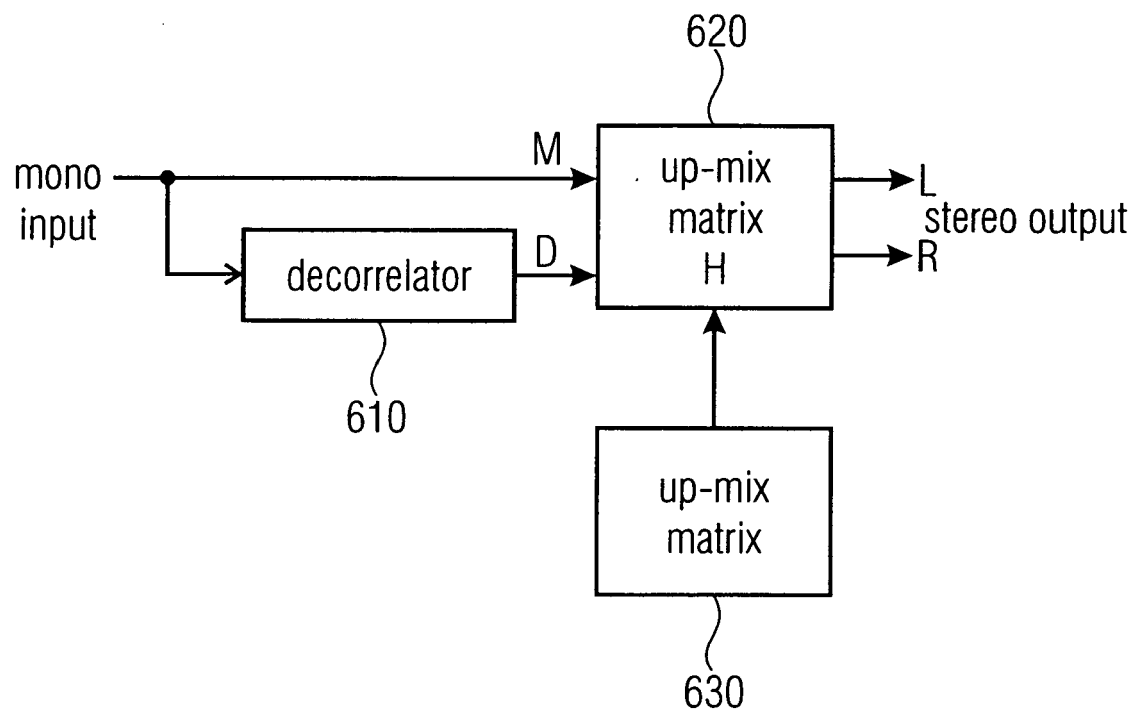 620
M
mono
input
up-mix
matrix
H
L
stereo output
R
D
decorrelator
610
up-mix
matrix
630